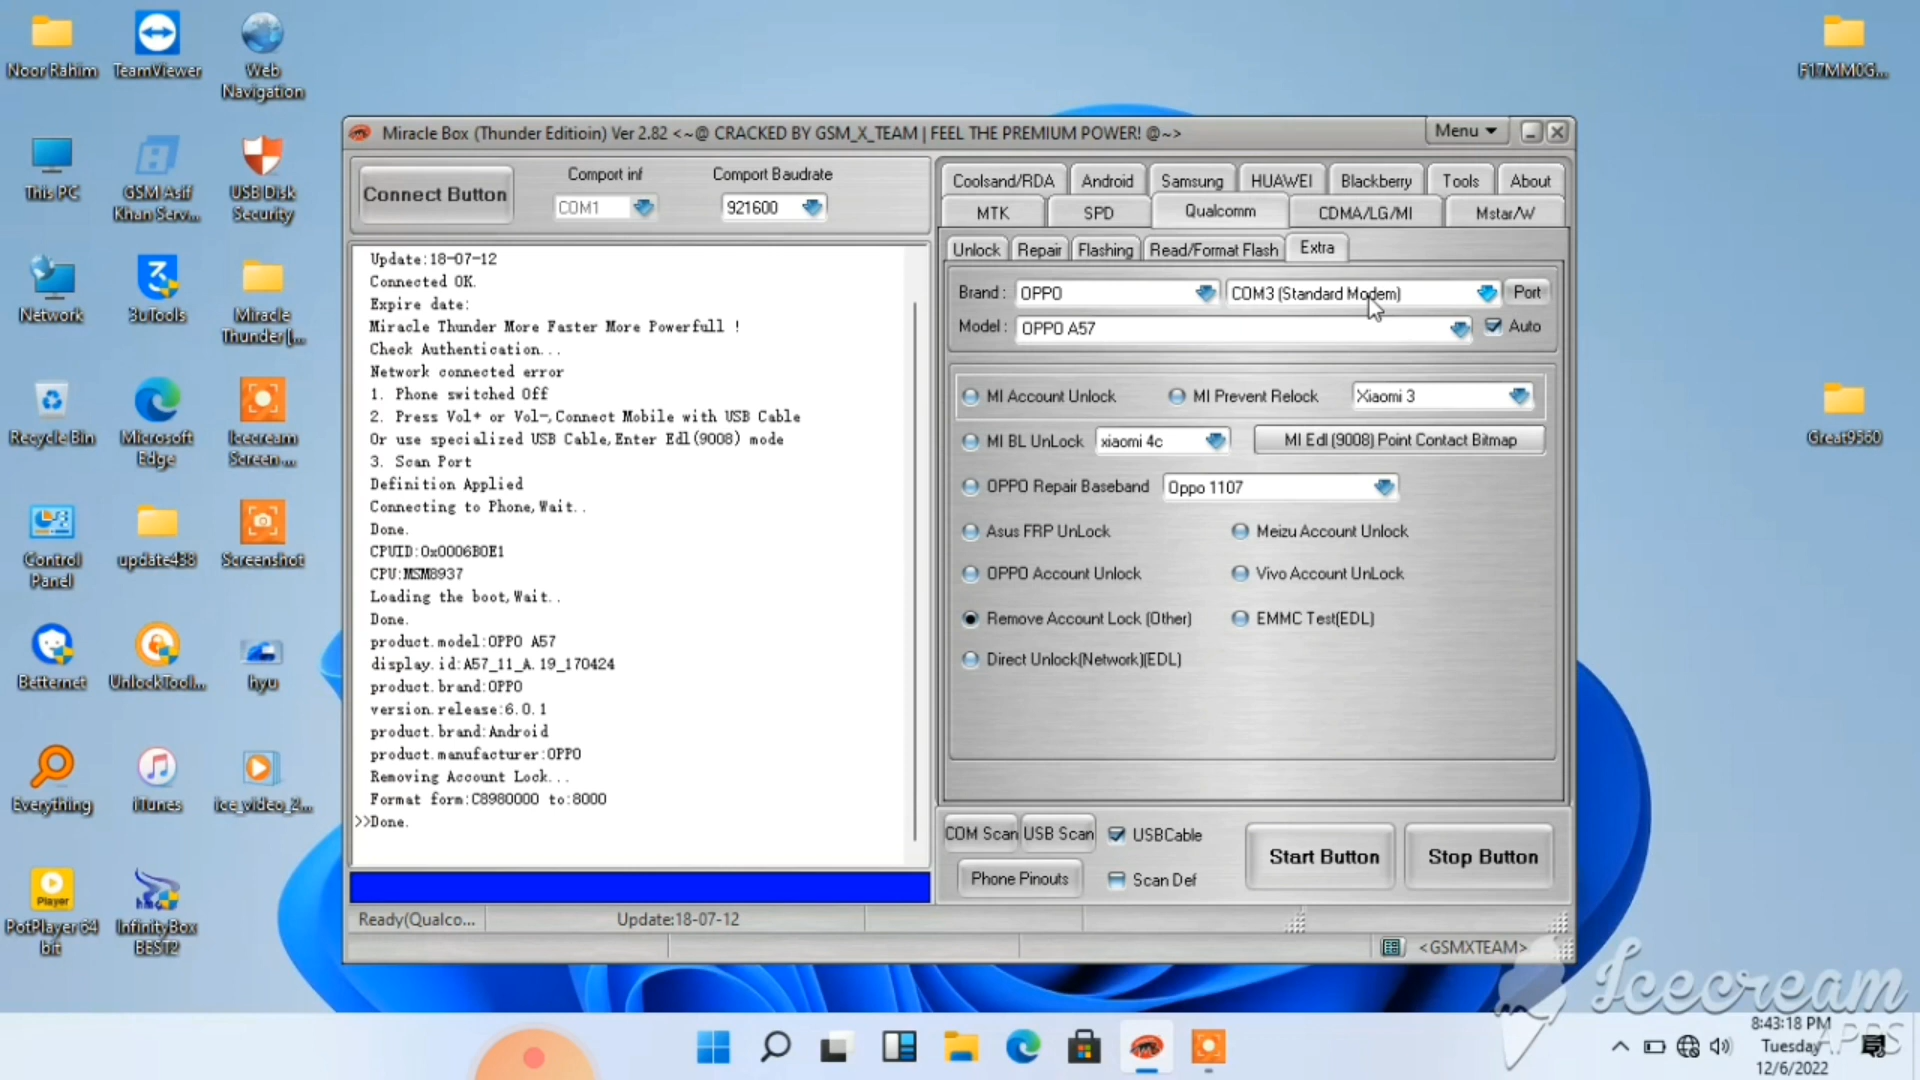 Noor Rahim
TeamViewer
Web
Navigation
This PC
GSM Asif
Khan Serv...
USB Disk
Security
Network
3uTools
Miracle
Thunder [...
Recycle Bin
Microsoft
Edge
Icecream
Screen ...
Control
Panel
update458
Screenshot
Betternet
UnlockTool...
hyu
Everything
iTunes
ice_video_2...
Player
PotPlayer 64
bit
InfinityBox
BEST2
F17MM0G...
Great9560
Miracle Box (Thunder Editioin) Ver 2.82 <~@ CRACKED BY GSM_X_TEAM | FEEL THE PREMIUM POWER! @~>
Menu
Connect Button
Comport inf
COM1
Comport Baudrate
921600
Update:18-07-12
Connected OK.
Expire date:
Miracle Thunder More Faster More Powerfull !
Check Authentication...
Network connected error
1. Phone switched Off
2. Press Vol+ or Vol-,Connect Mobile with USB Cable
Or use specialized USB Cable,Enter Edl(9008) mode
3. Scan Port
Definition Applied
Connecting to Phone,Wait..
Done.
CPUID:0x0006B0E1
CPU:MSM8937
Loading the boot,Wait..
Done.
product.model:OPPO A57
display.id:A57_11_A.19_170424
product.brand:OPPO
version.release:6.0.1
product.brand:Android
product.manufacturer:OPPO
Removing Account Lock...
Format form:C8980000 to:8000
>>Done.
Coolsand/RDA
Android
Samsung
HUAWEI
Blackberry
Tools
About
MTK
SPD
Qualcomm
CDMA/LG/MI
Mstar/W
Unlock
Repair
Flashing
Read/Format Flash
Extra
Brand :
OPPO
COM3 (Standard Modem)
Port
Model :
OPPO A57
Auto
MI Account Unlock
MI Prevent Relock
Xiaomi 3
MI BL UnLock
xiaomi 4c
MI Edl (9008) Point Contact Bitmap
OPPO Repair Baseband
Oppo 1107
Asus FRP UnLock
Meizu Account Unlock
OPPO Account Unlock
Vivo Account UnLock
Remove Account Lock (Other)
EMMC Test(EDL)
Direct Unlock(Network)(EDL)
COM Scan
USB Scan
USBCable
Phone Pinouts
Scan Def
Start Button
Stop Button
Ready(Qualco...
Update:18-07-12
<GSMXTEAM>
Icecream
APPS
8:43:18 PM
Tuesday
12/6/2022